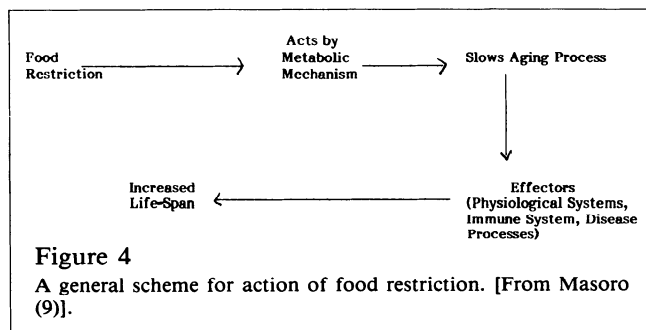 Food
Restriction
Acts by
Metabolic
Mechanism
Slows Aging Process
Effectors
(Physiological Systems,
Immune System, Disease
Processes)
Increased
Life-Span
Figure 4
A general scheme for action of food restriction. [From Masoro
(9)].